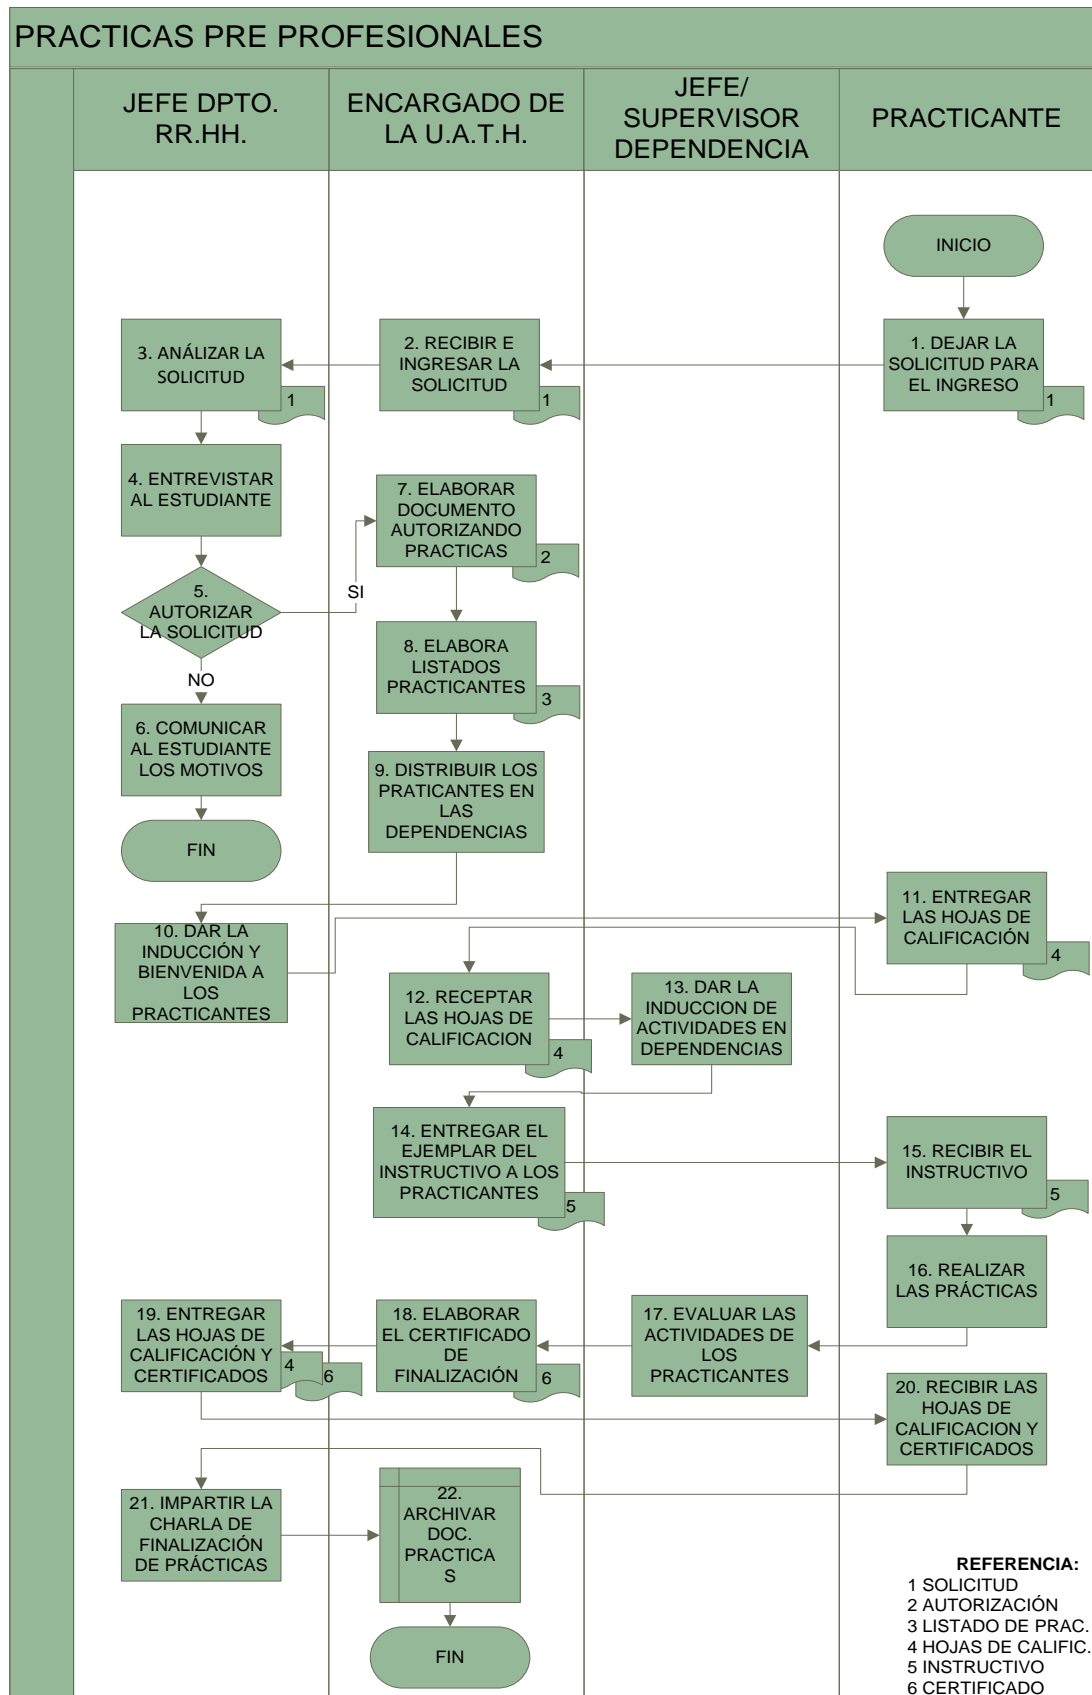 PRACTICAS PRE PROFESIONALES
JEFE DPTO.
RR.HH.
ENCARGADO DE
LA U.A.T.H.
JEFE/
SUPERVISOR
DEPENDENCIA
PRACTICANTE
INICIO
1. DEJAR LA
SOLICITUD PARA
EL INGRESO
1
2. RECIBIR E
INGRESAR LA
SOLICITUD
1
3. ANÁLIZAR LA
SOLICITUD
1
4. ENTREVISTAR
AL ESTUDIANTE
5.
AUTORIZAR
LA SOLICITUD
SI
NO
6. COMUNICAR
AL ESTUDIANTE
LOS MOTIVOS
FIN
7. ELABORAR
DOCUMENTO
AUTORIZANDO
PRACTICAS
2
8. ELABORA
LISTADOS
PRACTICANTES
3
9. DISTRIBUIR LOS
PRATICANTES EN
LAS
DEPENDENCIAS
10. DAR LA
INDUCCIÓN Y
BIENVENIDA A
LOS
PRACTICANTES
11. ENTREGAR
LAS HOJAS DE
CALIFICACIÓN
4
12. RECEPTAR
LAS HOJAS DE
CALIFICACION
4
13. DAR LA
INDUCCION DE
ACTIVIDADES EN
DEPENDENCIAS
14. ENTREGAR EL
EJEMPLAR DEL
INSTRUCTIVO A LOS
PRACTICANTES
5
15. RECIBIR EL
INSTRUCTIVO
5
16. REALIZAR
LAS PRÁCTICAS
17. EVALUAR LAS
ACTIVIDADES DE
LOS
PRACTICANTES
18. ELABORAR
EL CERTIFICADO
DE
FINALIZACIÓN
6
19. ENTREGAR
LAS HOJAS DE
CALIFICACIÓN Y
CERTIFICADOS
4
6
20. RECIBIR LAS
HOJAS DE
CALIFICACION Y
CERTIFICADOS
21. IMPARTIR LA
CHARLA DE
FINALIZACIÓN
DE PRÁCTICAS
22.
ARCHIVAR
DOC.
PRACTICA
S
FIN
REFERENCIA:
1 SOLICITUD
2 AUTORIZACIÓN
3 LISTADO DE PRAC.
4 HOJAS DE CALIFIC.
5 INSTRUCTIVO
6 CERTIFICADO